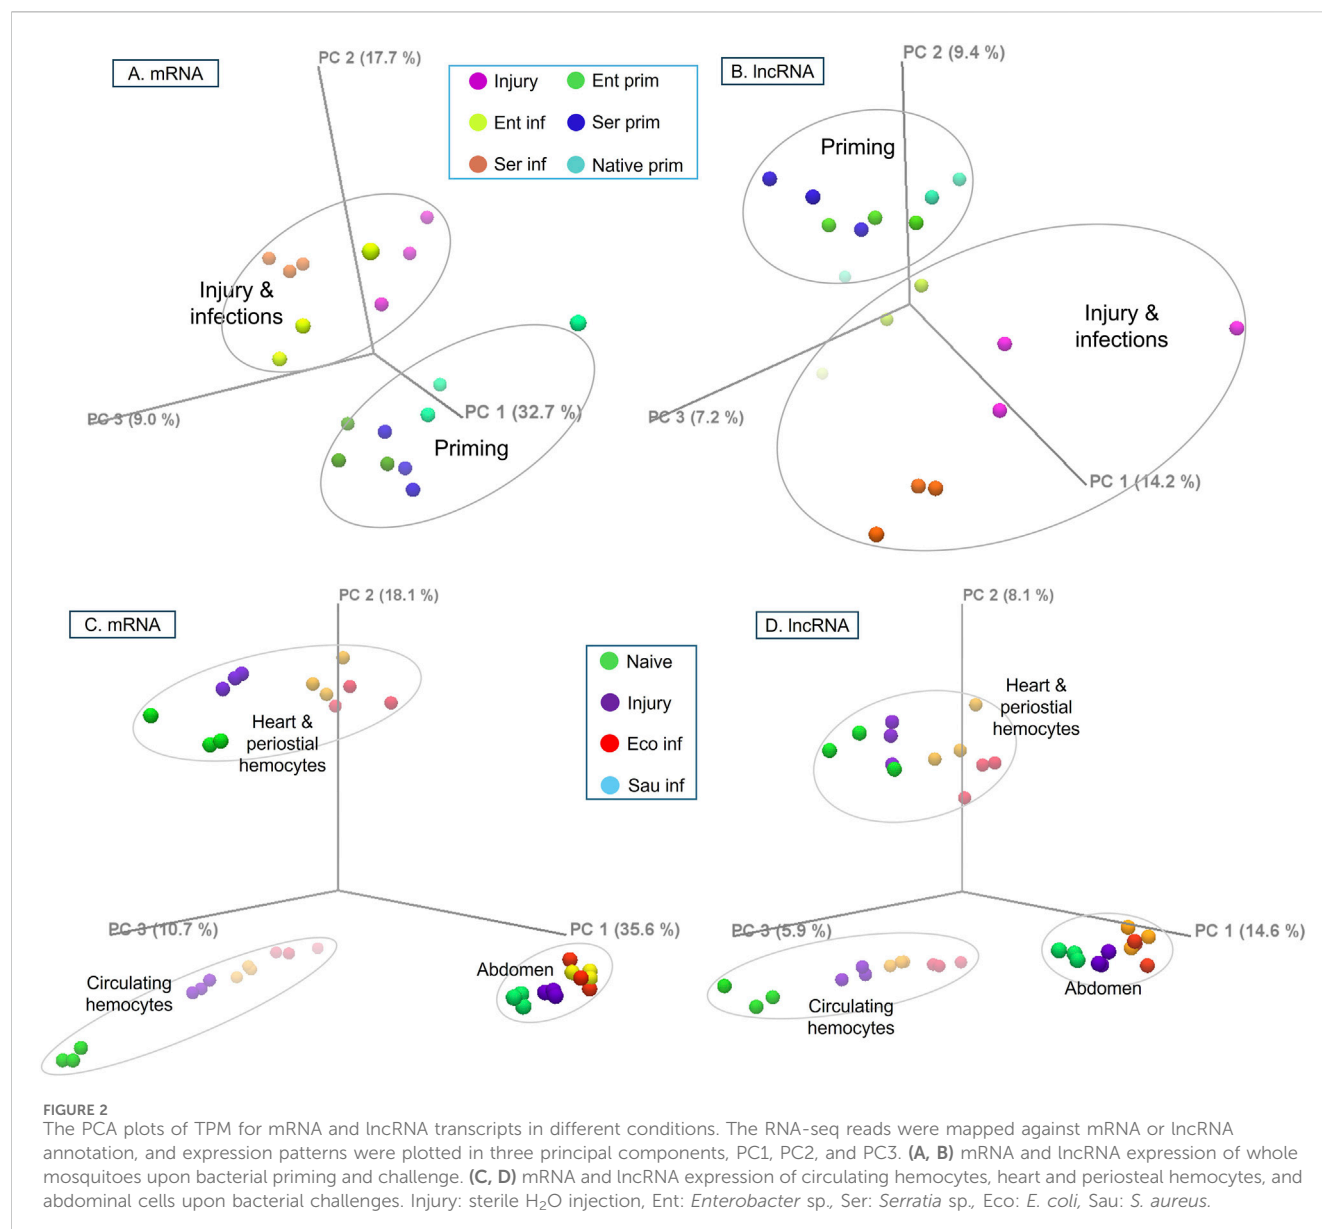 A. mRNA
PC 2 (17.7 %)
Injury
Ent prim
Ent inf
Ser prim
Ser inf
Native prim
Injury &
infections
PC 3 (9.0 %)
PC 1 (32.7 %)
Priming
B. lncRNA
PC 2 (9.4 %)
Priming
Injury &
infections
PC 3 (7.2 %)
PC 1 (14.2 %)
C. mRNA
PC 2 (18.1 %)
Heart &
periostial
hemocytes
PC 3 (10.7 %)
PC 1 (35.6 %)
Circulating
hemocytes
Abdomen
Naive
Injury
Eco inf
Sau inf
D. lncRNA
PC 2 (8.1 %)
Heart &
periostial
hemocytes
PC 3 (5.9 %)
PC 1 (14.6 %)
Circulating
hemocytes
Abdomen
FIGURE 2
The PCA plots of TPM for mRNA and lncRNA transcripts in different conditions. The RNA-seq reads were mapped against mRNA or lncRNA
annotation, and expression patterns were plotted in three principal components, PC1, PC2, and PC3. (A, B) mRNA and lncRNA expression of whole
mosquitoes upon bacterial priming and challenge. (C, D) mRNA and lncRNA expression of circulating hemocytes, heart and periosteal hemocytes, and
abdominal cells upon bacterial challenges. Injury: sterile H₂O injection, Ent: Enterobacter sp., Ser: Serratia sp., Eco: E. coli, Sau: S. aureus.